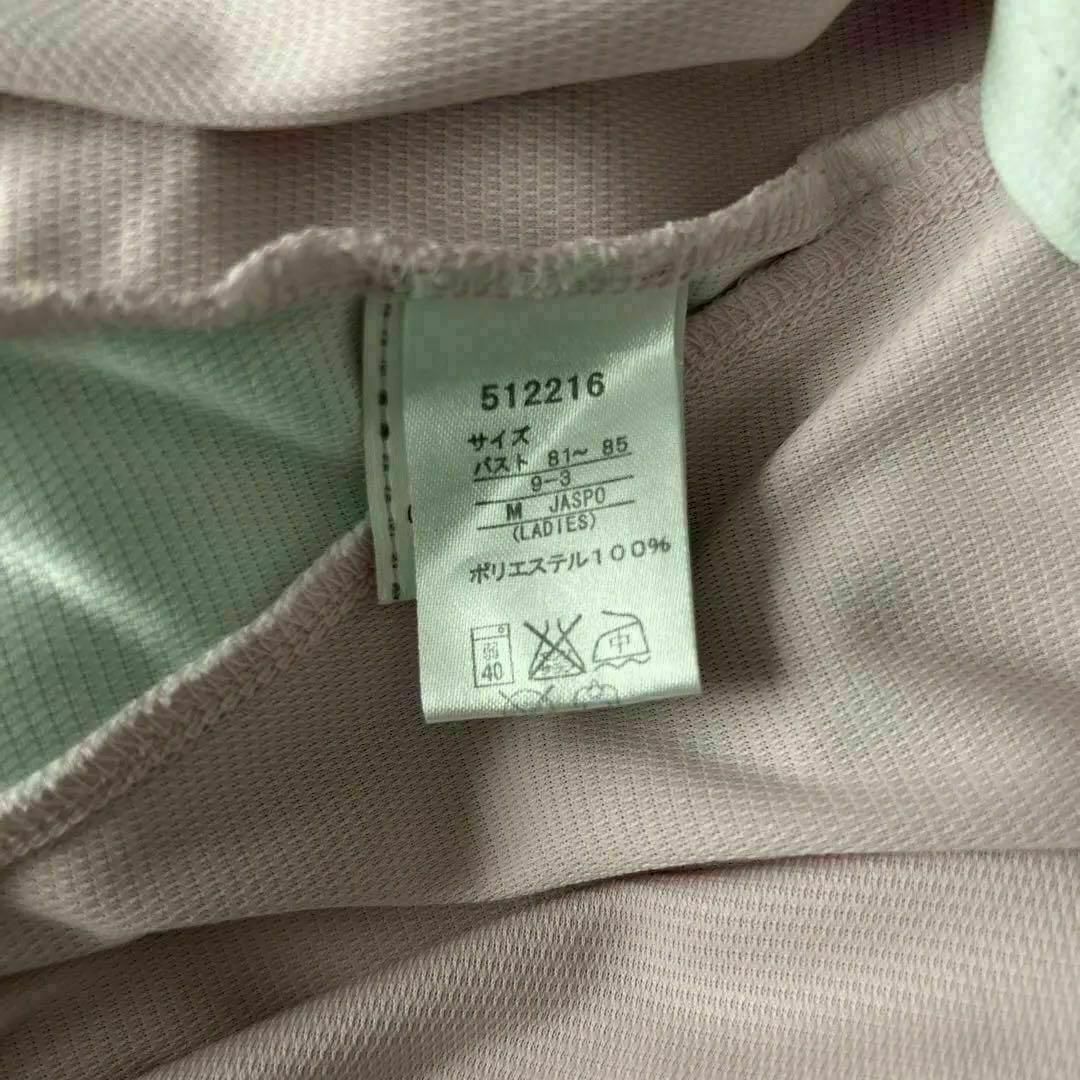 512216
サイズ
バスト 81～ 85
9-3
M JASPO
(LADIES)
ポリエステル100%
弱 中
40